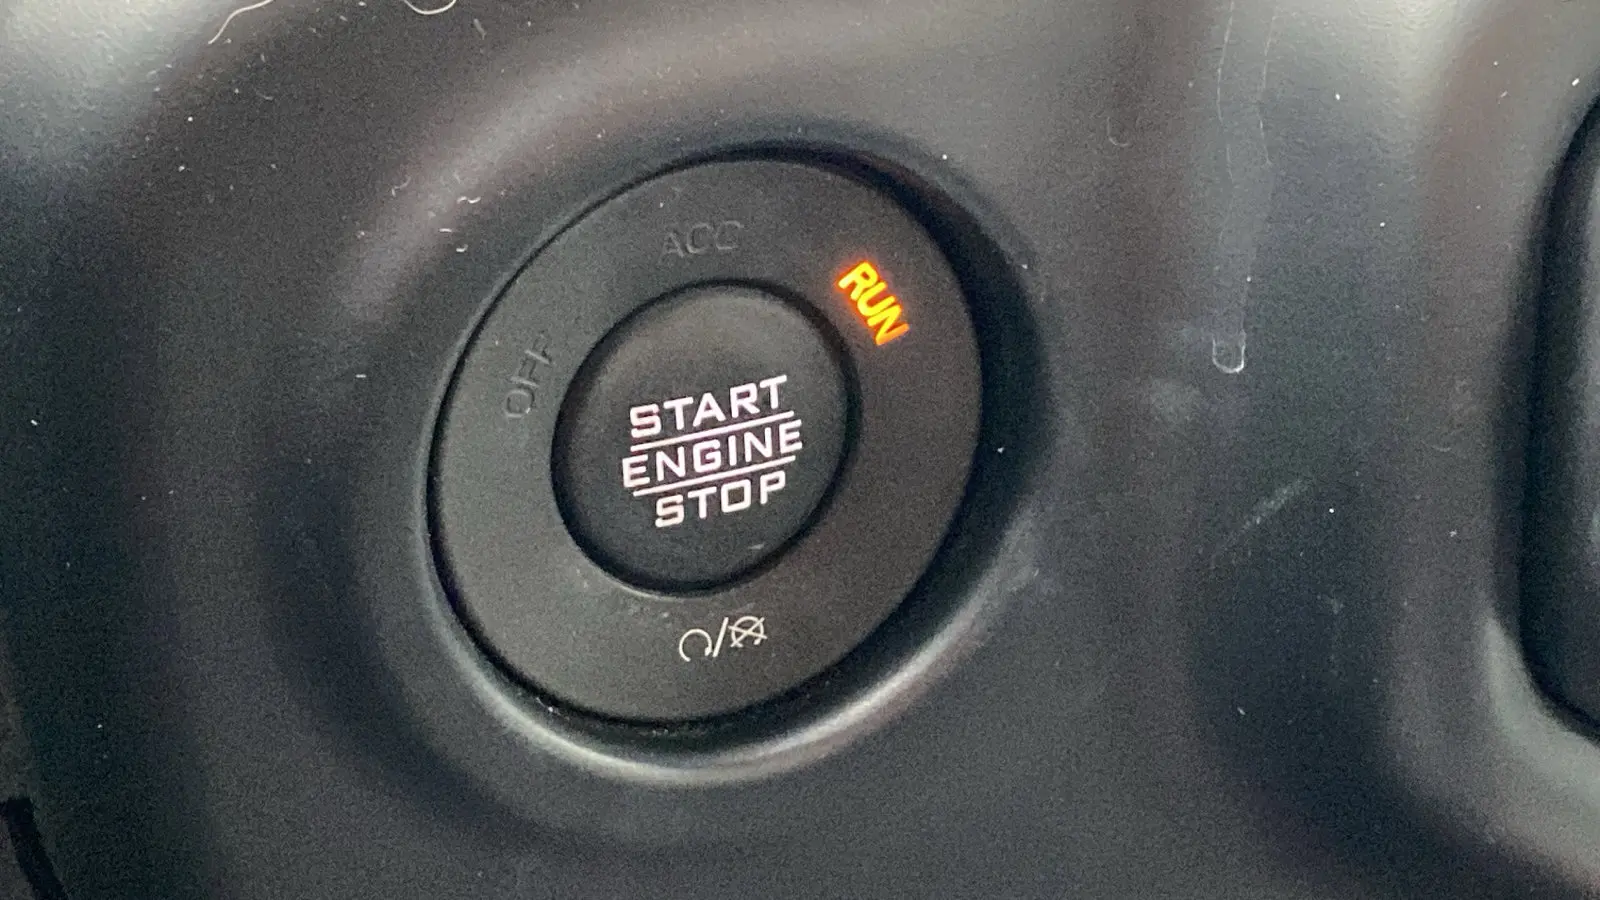 ACC
RUN
OFF
START
ENGINE
STOP